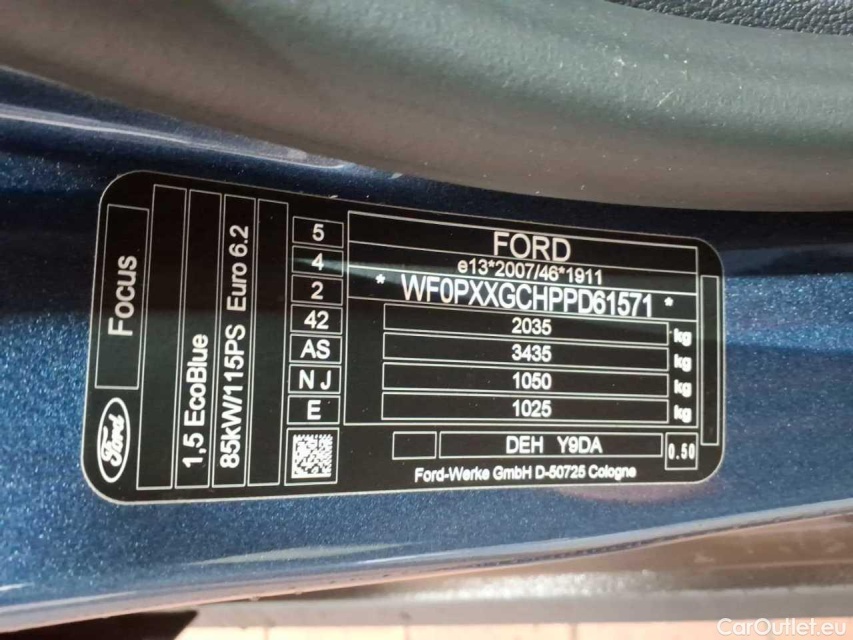 Focus
Ford
1,5 EcoBlue
85kW/115PS Euro 6.2
5
4
2
42
AS
N J
E
FORD
e13*2007/46*1911
* WF0PXXGCHPPD61571 *
2035 kg
3435 kg
1050 kg
1025 kg
DEH Y9DA 0.50
Ford-Werke GmbH D-50725 Cologne
CarOutlet.eu